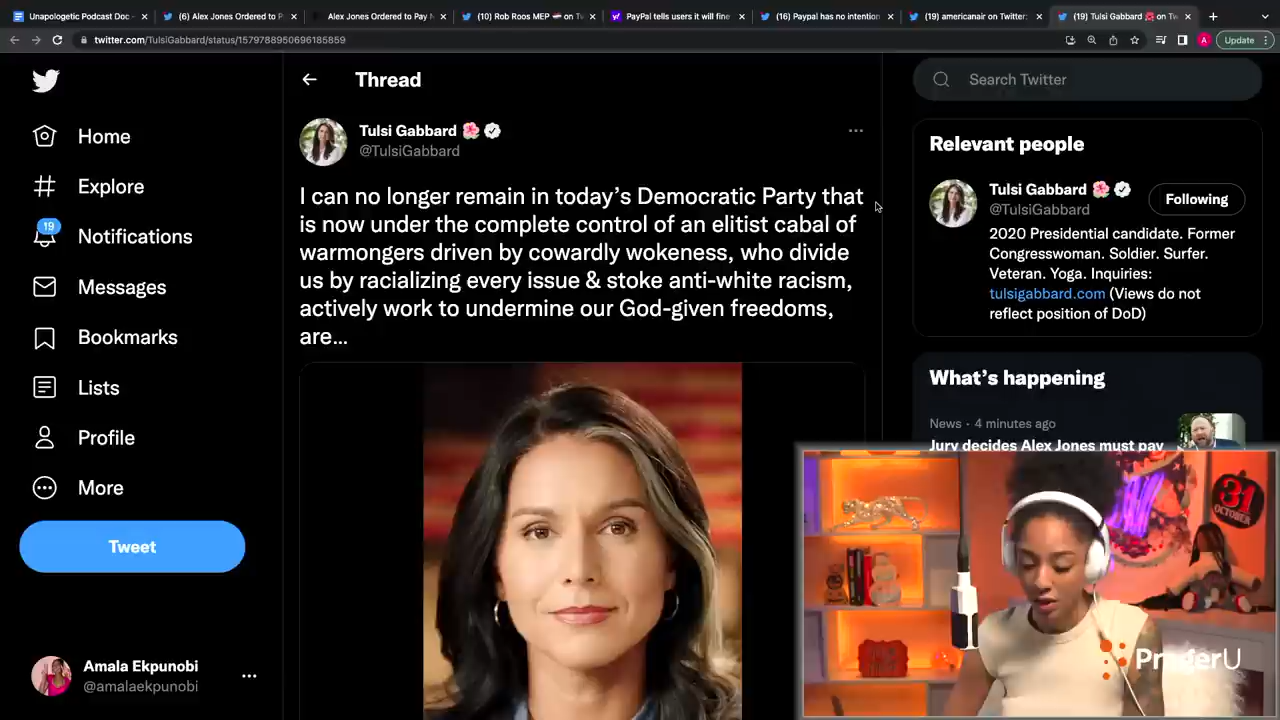 Unapologetic Podcast Doc -
(6) Alex Jones Ordered to P
Alex Jones Ordered to Pay N
(10) Rob Roos MEP 🇳🇱 on Tw
PayPal tells users it will fine
(16) Paypal has no intention
(19) americanair on Twitter:
(19) Tulsi Gabbard 🌺 on Tw
twitter.com/TulsiGabbard/status/1579788950696185859
A
Update
Home
Explore
19
Notifications
Messages
Bookmarks
Lists
Profile
More
Tweet
Amala Ekpunobi
@amalaekpunobi
Thread
Tulsi Gabbard 🌺
@TulsiGabbard
I can no longer remain in today’s Democratic Party that
is now under the complete control of an elitist cabal of
warmongers driven by cowardly wokeness, who divide
us by racializing every issue & stoke anti-white racism,
actively work to undermine our God-given freedoms,
are...
Search Twitter
Relevant people
Tulsi Gabbard 🌺
@TulsiGabbard
Following
2020 Presidential candidate. Former
Congresswoman. Soldier. Surfer.
Veteran. Yoga. Inquiries:
tulsigabbard.com (Views do not
reflect position of DoD)
What’s happening
News · 4 minutes ago
Jury decides Alex Jones must pay
31
OCTOBER
PragerU